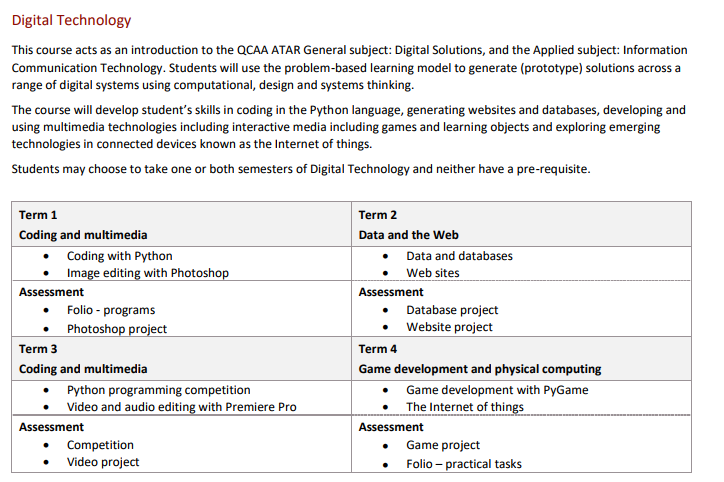 Digital Technology
This course acts as an introduction to the QCAA ATAR General subject: Digital Solutions, and the Applied subject: Information
Communication Technology. Students will use the problem-based learning model to generate (prototype) solutions across a
range of digital systems using computational, design and systems thinking.
The course will develop student's skills in coding in the Python language, generating websites and databases, developing and
using multimedia technologies including interactive media including games and learning objects and exploring emerging
technologies in connected devices known as the Internet of things.
Students may choose to take one or both semesters of Digital Technology and neither have a pre-requisite.
Term 1
Coding and multimedia
• Coding with Python
• Image editing with Photoshop
Assessment
• Folio - programs
• Photoshop project
Term 2
Data and the Web
• Data and databases
• Web sites
Assessment
• Database project
• Website project
Term 3
Coding and multimedia
• Python programming competition
• Video and audio editing with Premiere Pro
Assessment
• Competition
• Video project
Term 4
Game development and physical computing
• Game development with PyGame
• The Internet of things
Assessment
• Game project
• Folio – practical tasks